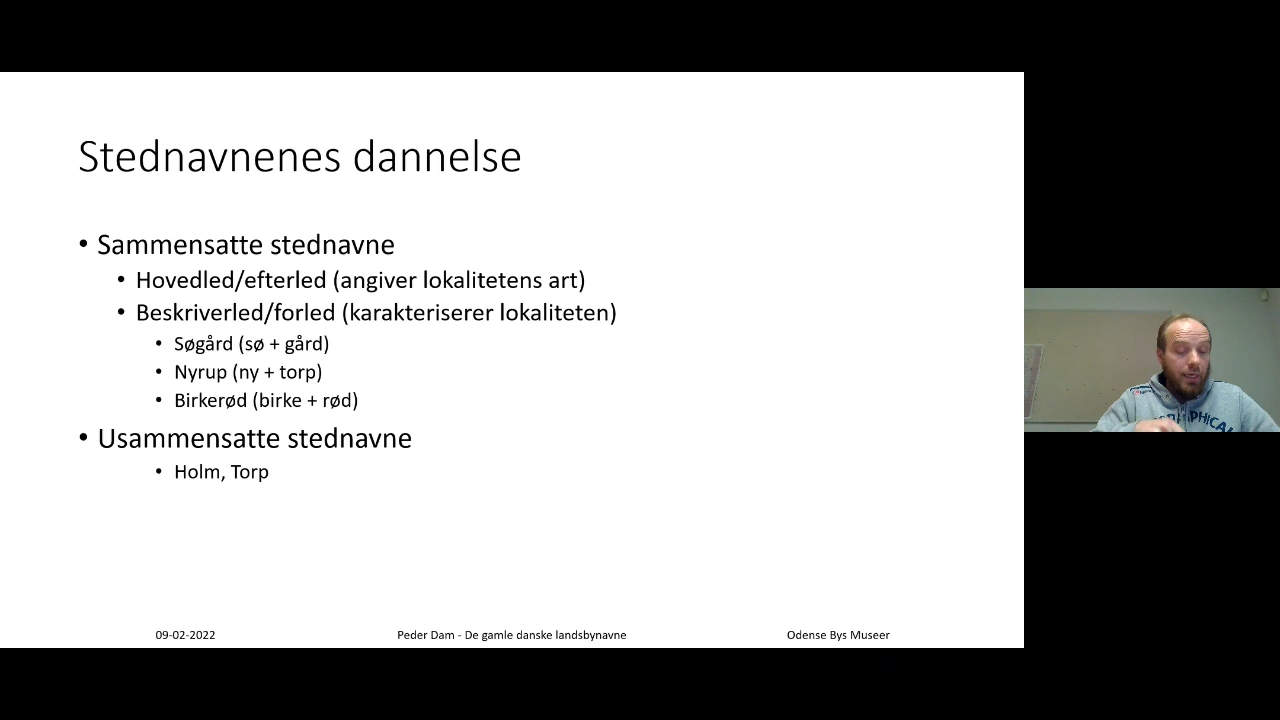 Stednavnenes dannelse
• Sammensatte stednavne
• Hovedled/efterled (angiver lokalitetens art)
• Beskriverled/forled (karakteriserer lokaliteten)
• Søgård (sø + gård)
• Nyrup (ny + torp)
• Birkerød (birke + rød)
• Usammensatte stednavne
• Holm, Torp
09-02-2022 Peder Dam - De gamle danske landsbynavne Odense Bys Museer